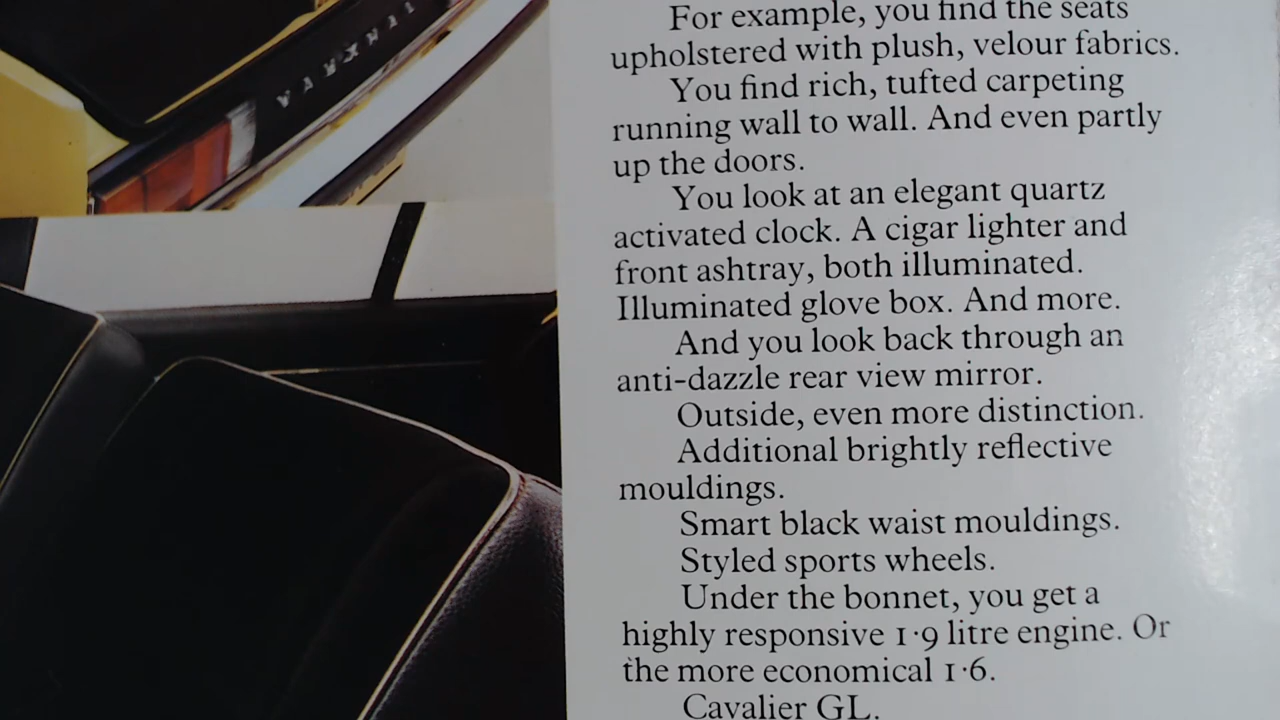 VAUXHAL
For example, you find the seats
upholstered with plush, velour fabrics.
You find rich, tufted carpeting
running wall to wall. And even partly
up the doors.
You look at an elegant quartz
activated clock. A cigar lighter and
front ashtray, both illuminated.
Illuminated glove box. And more.
And you look back through an
anti-dazzle rear view mirror.
Outside, even more distinction.
Additional brightly reflective
mouldings.
Smart black waist mouldings.
Styled sports wheels.
Under the bonnet, you get a
highly responsive 1·9 litre engine. Or
the more economical 1·6.
Cavalier GL.